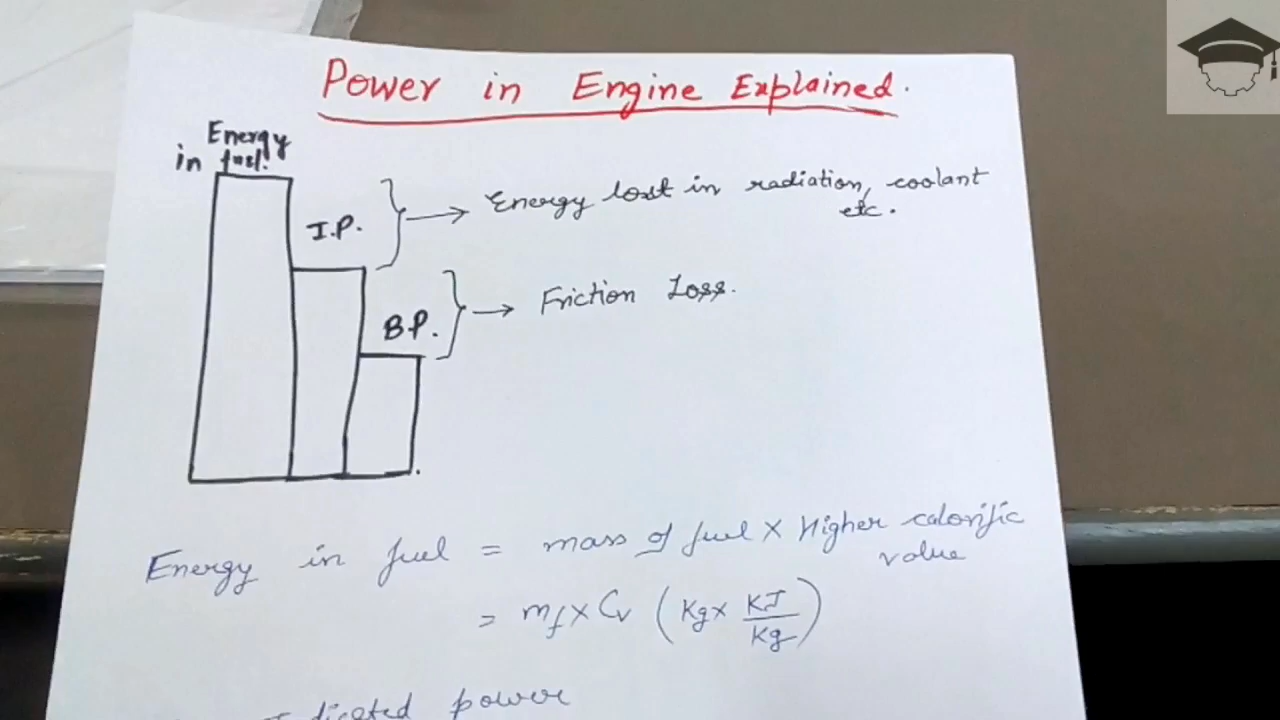 Power in Engine Explained.
Energy
in fuel.
I.P.
Energy lost in radiation, coolant
etc.
B.P.
Friction Loss.
Energy in fuel = mass of fuel X Higher calorific
value
= mf x Cv (Kg x KJ/Kg)
power